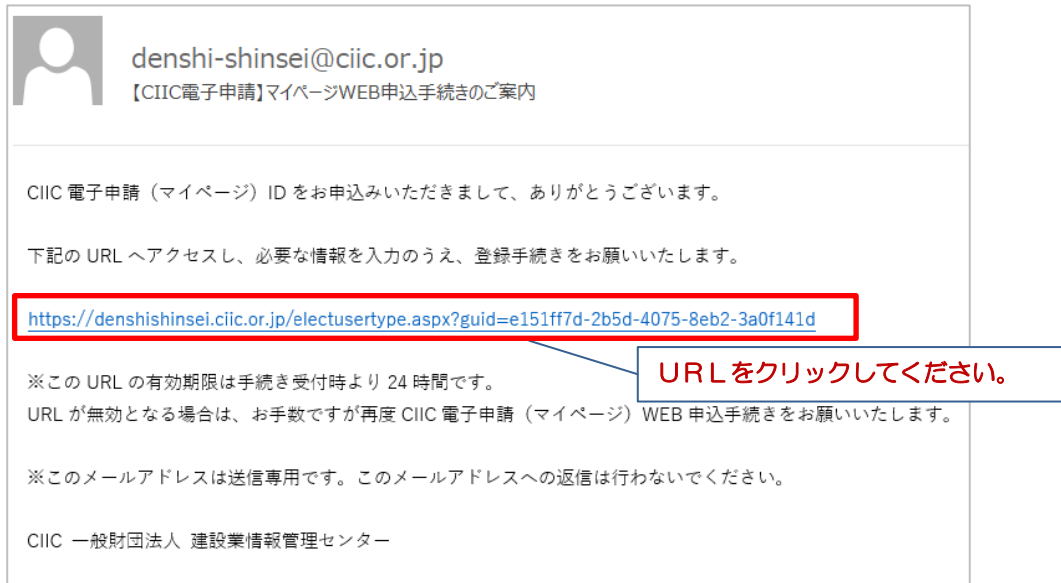 denshi-shinsei@ciic.or.jp
【CIIC電子申請】マイページWEB申込手続きのご案内
CIIC 電子申請（マイページ）ID をお申込みいただきまして、ありがとうございます。
下記の URL へアクセスし、必要な情報を入力のうえ、登録手続きをお願いいたします。
https://denshishinsei.ciic.or.jp/electusertype.aspx?guid=e151ff7d-2b5d-4075-8eb2-3a0f141d
ＵＲＬをクリックしてください。
※この URL の有効期限は手続き受付時より 24 時間です。
URL が無効となる場合は、お手数ですが再度 CIIC 電子申請（マイページ）WEB 申込手続きをお願いいたします。
※このメールアドレスは送信専用です。このメールアドレスへの返信は行わないでください。
CIIC 一般財団法人 建設業情報管理センター